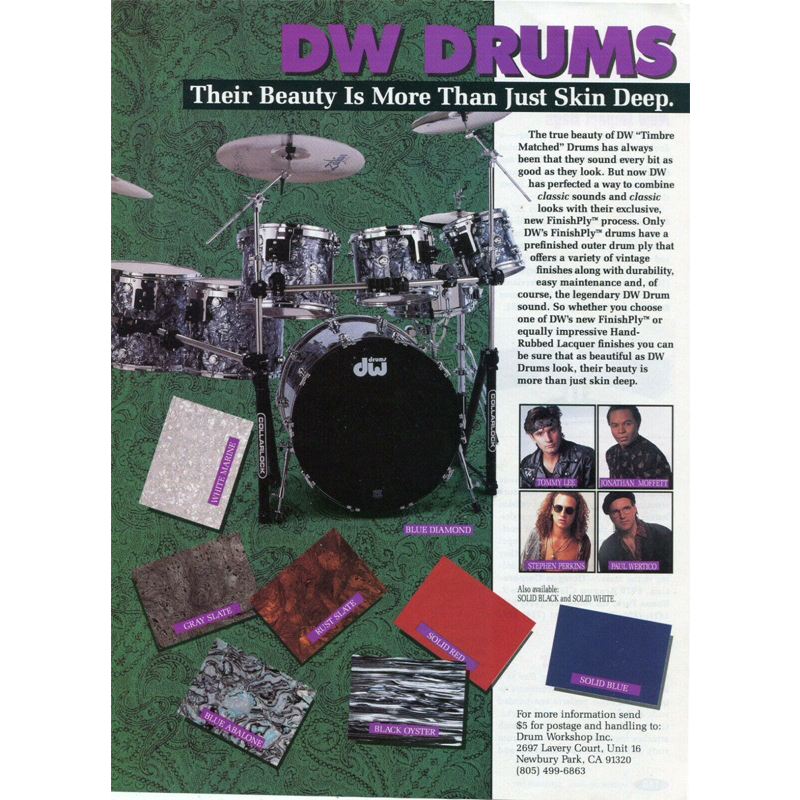 DW DRUMS
Their Beauty Is More Than Just Skin Deep.
The true beauty of DW “Timbre
Matched” Drums has always
been that they sound every bit as
good as they look. But now DW
has perfected a way to combine
classic sounds and classic
looks with their exclusive,
new FinishPly™ process. Only
DW's FinishPly™ drums have a
prefinished outer drum ply that
offers a variety of vintage
finishes along with durability,
easy maintenance and, of
course, the legendary DW Drum
sound. So whether you choose
one of DW's new FinishPly™ or
equally impressive Hand-
Rubbed Lacquer finishes you can
be sure that as beautiful as DW
Drums look, their beauty is
more than just skin deep.
Zildjian
drums
dw
COLLARLOCK
COLLARLOCK
TOMMY LEE
JONATHAN MOFFETT
STEPHEN PERKINS
PAUL WERTICO
WHITE MARINE
BLUE DIAMOND
GRAY SLATE
RUST SLATE
SOLID RED
BLUE ABALONE
BLACK OYSTER
Also available:
SOLID BLACK and SOLID WHITE.
SOLID BLUE
For more information send
$5 for postage and handling to:
Drum Workshop Inc.
2697 Lavery Court, Unit 16
Newbury Park, CA 91320
(805) 499-6863